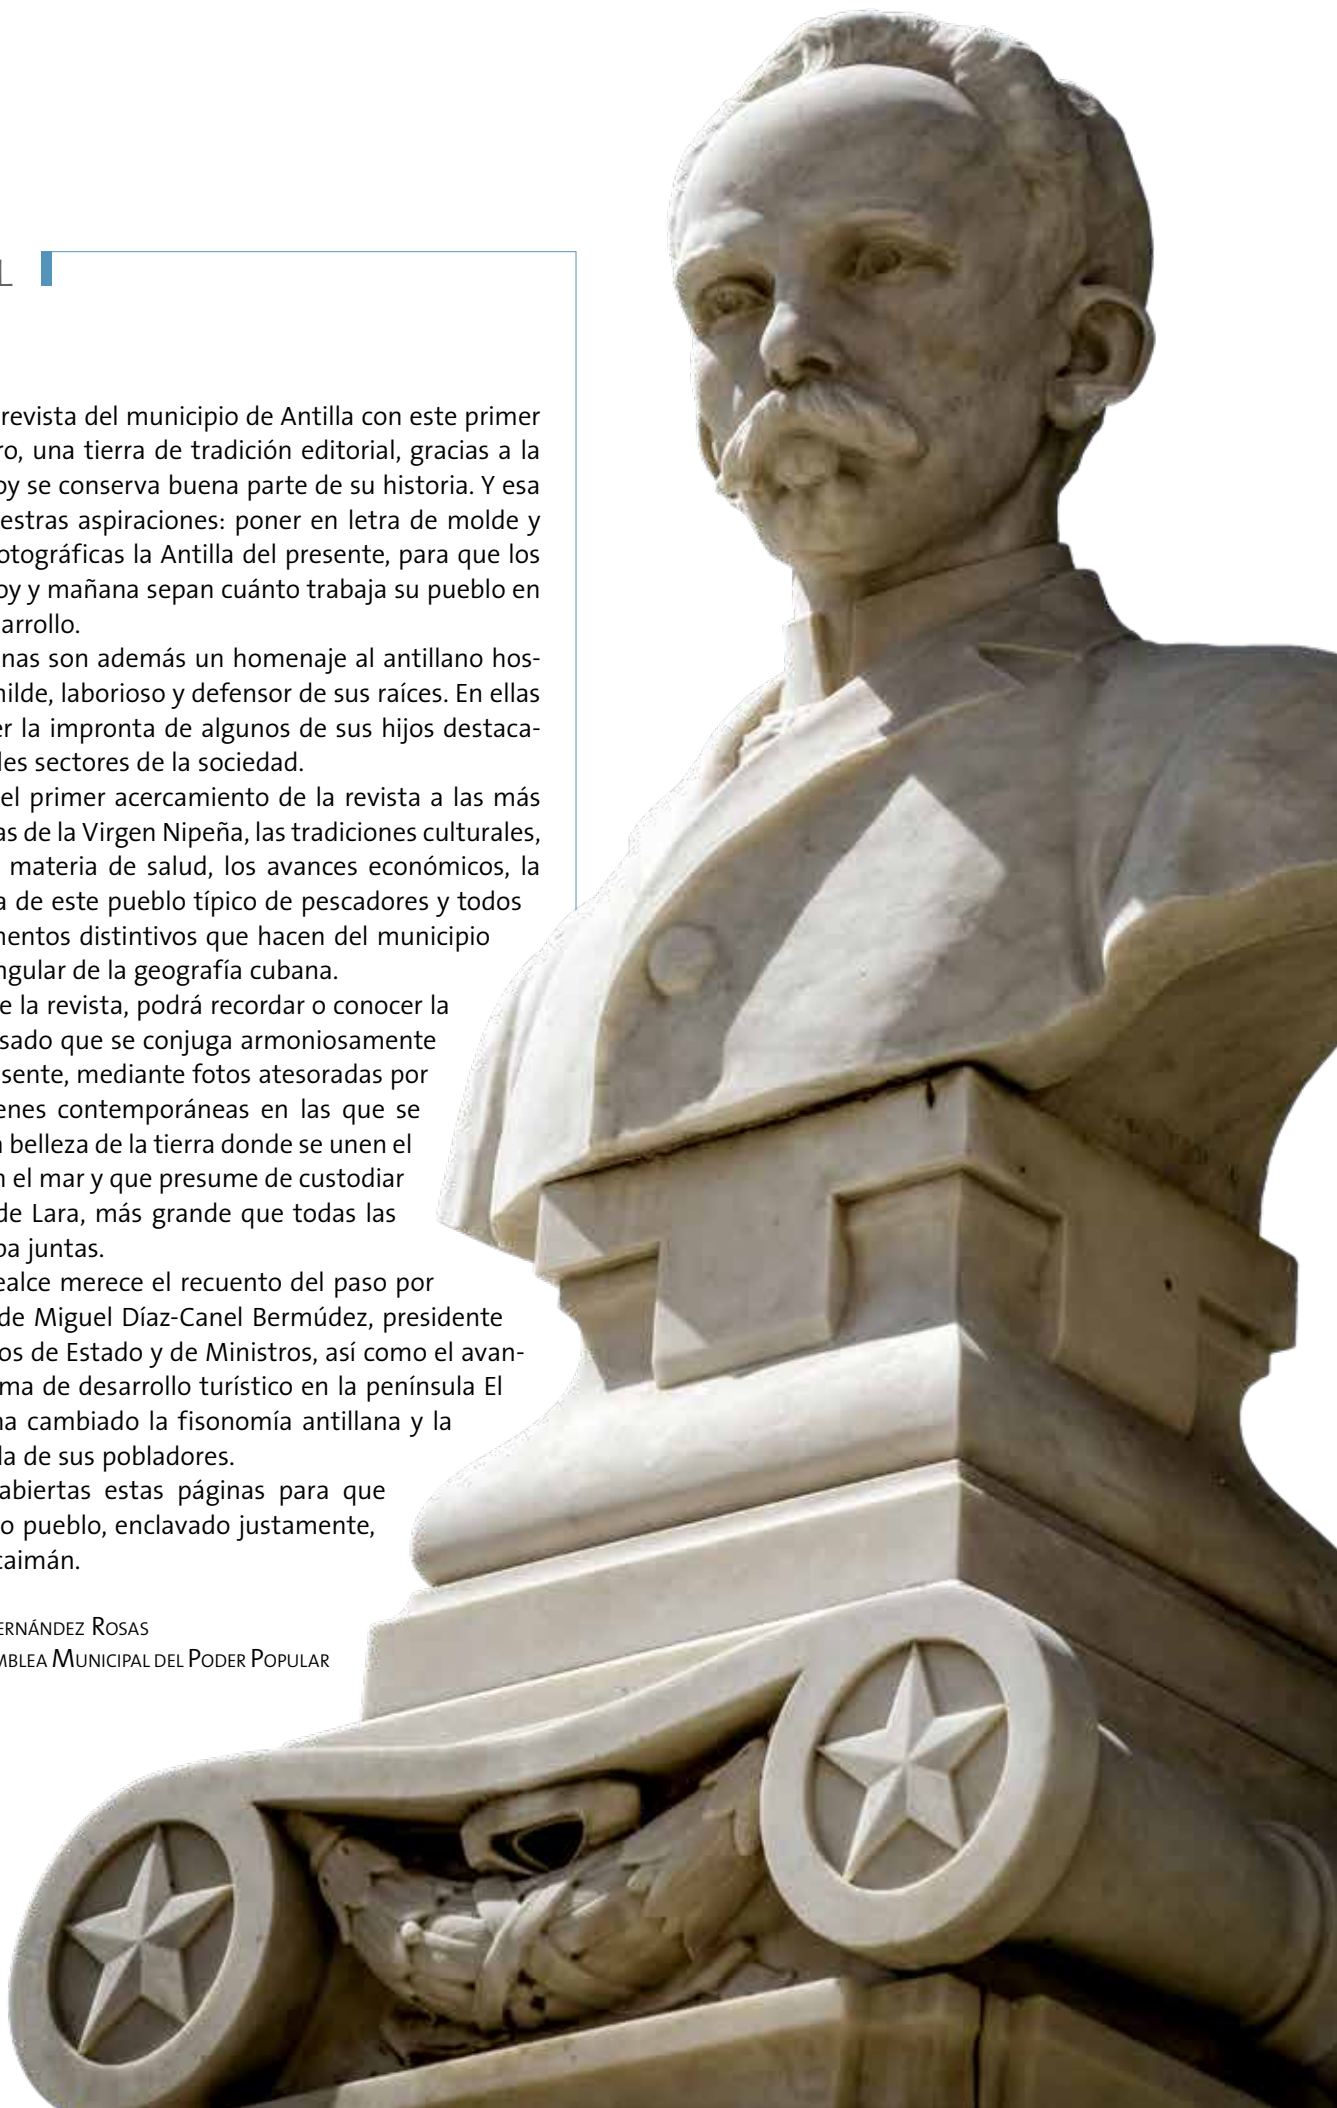 L
revista del municipio de Antilla con este primer
ro, una tierra de tradición editorial, gracias a la
oy se conserva buena parte de su historia. Y esa
estras aspiraciones: poner en letra de molde y
otográficas la Antilla del presente, para que los
oy y mañana sepan cuánto trabaja su pueblo en
arrollo.
nas son además un homenaje al antillano hos-
nilde, laborioso y defensor de sus raíces. En ellas
er la impronta de algunos de sus hijos destaca-
les sectores de la sociedad.
el primer acercamiento de la revista a las más
as de la Virgen Nipeña, las tradiciones culturales,
materia de salud, los avances económicos, la
a de este pueblo típico de pescadores y todos
mentos distintivos que hacen del municipio
ngular de la geografía cubana.
e la revista, podrá recordar o conocer la
sado que se conjuga armoniosamente
sente, mediante fotos atesoradas por
enes contemporáneas en las que se
a belleza de la tierra donde se unen el
n el mar y que presume de custodiar
de Lara, más grande que todas las
ba juntas.
ealce merece el recuento del paso por
de Miguel Díaz-Canel Bermúdez, presidente
os de Estado y de Ministros, así como el avan-
ma de desarrollo turístico en la península El
ha cambiado la fisonomía antillana y la
da de sus pobladores.
abiertas estas páginas para que
o pueblo, enclavado justamente,
caimán.
ERNÁNDEZ ROSAS
MBLEA MUNICIPAL DEL PODER POPULAR